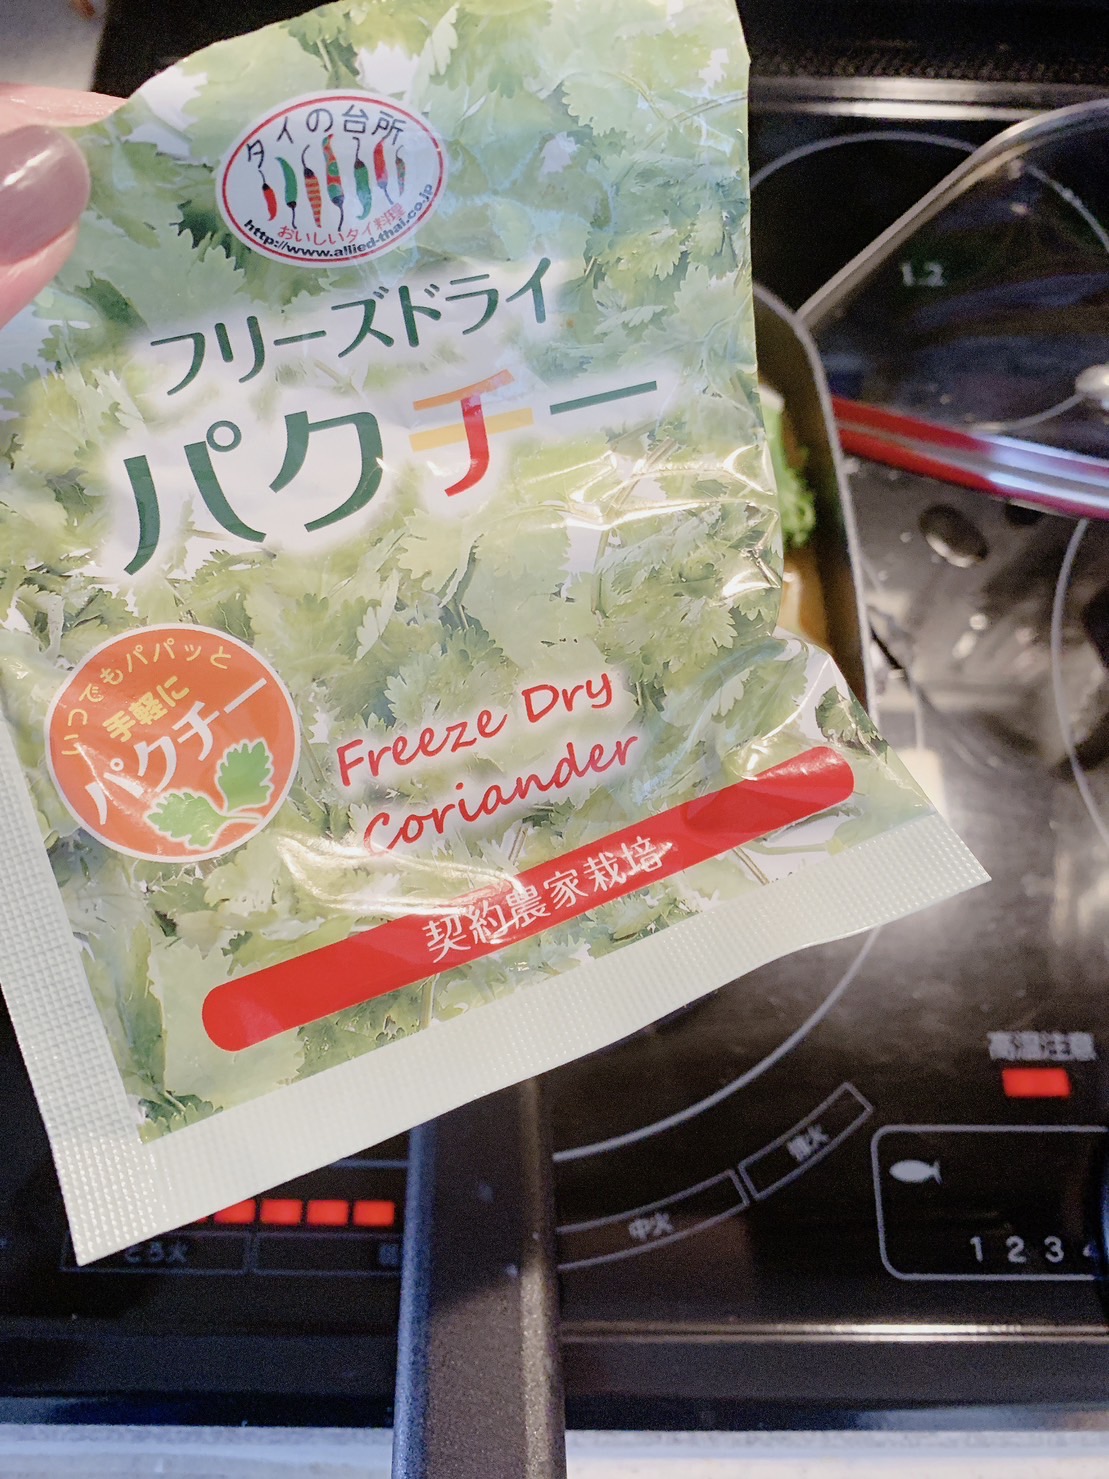 タイの台所
おいしいタイ料理
http://www.allied-thai.co.jp
フリーズドライ
パクチー
いつでもパパッと
手軽に
パクチー
Freeze Dry
Coriander
契約農家栽培
1.2
高温注意
強火
中火
とろ火
1 2 3 4